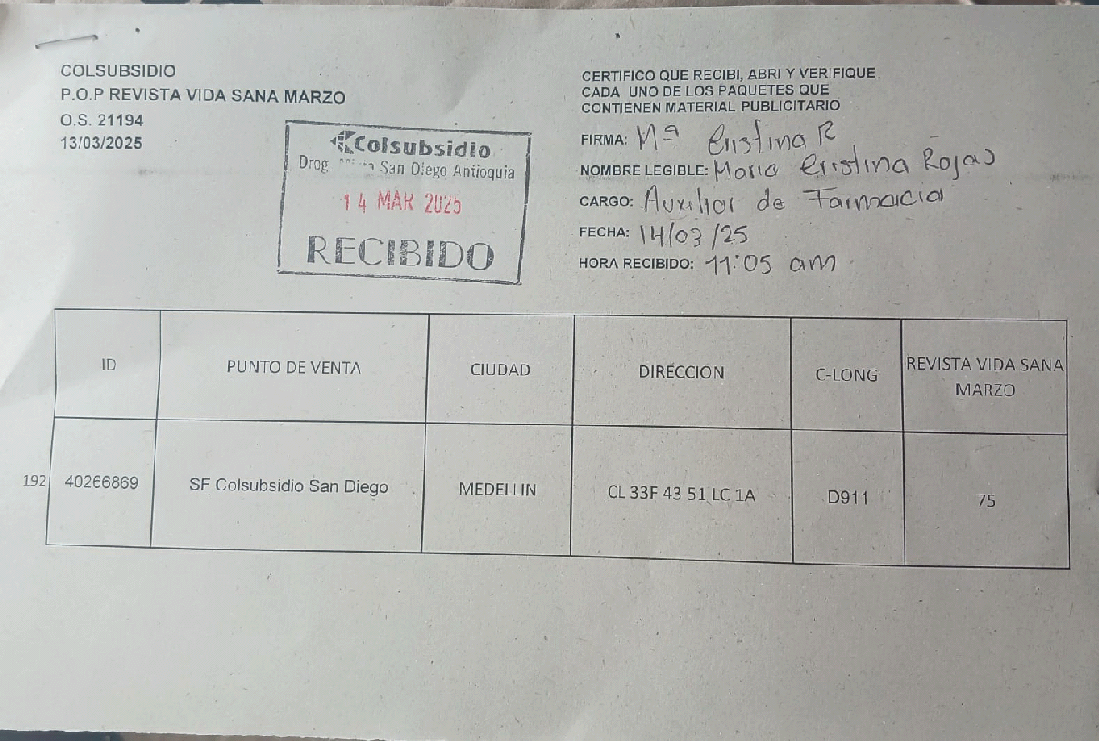 COLSUBSIDIO
P.O.P REVISTA VIDA SANA MARZO
O.S. 21194
13/03/2025
Colsubsidio
Drog San Diego Antioquia
14 MAR 2025
RECIBIDO
CERTIFICO QUE RECIBI, ABRI Y VERIFIQUE
CADA UNO DE LOS PAQUETES QUE
CONTIENEN MATERIAL PUBLICITARIO
FIRMA: Mª Cristina R
NOMBRE LEGIBLE: Maria Cristina Rojas
CARGO: Auxiliar de Farmacia
FECHA: 14/03/25
HORA RECIBIDO: 11:05 am
ID PUNTO DE VENTA CIUDAD DIRECCION C-LONG REVISTA VIDA SANA MARZO
192 40266869 SF Colsubsidio San Diego MEDELLIN CL 33F 43 51 LC 1A D911 75